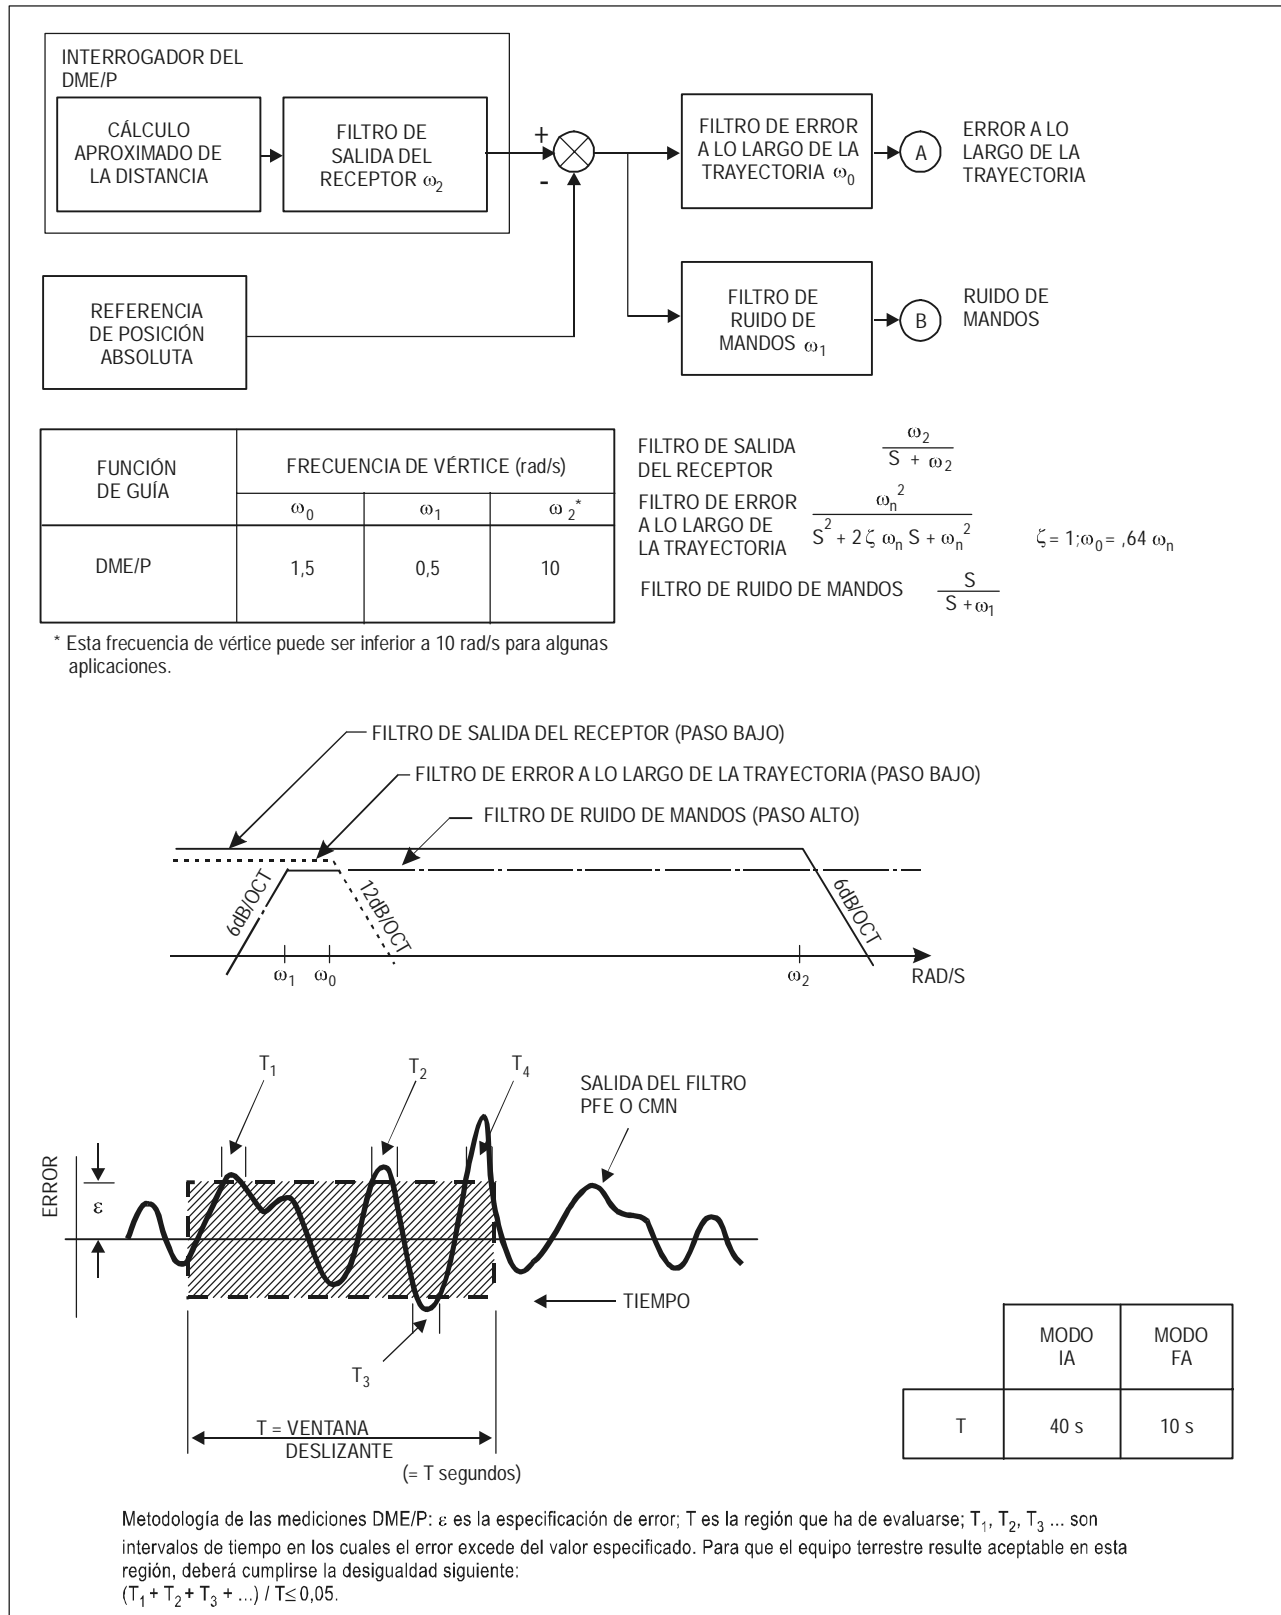 INTERROGADOR DEL
DME/P
CÁLCULO
APROXIMADO DE
LA DISTANCIA
FILTRO DE
SALIDA DEL
RECEPTOR ω₂
+
-
FILTRO DE ERROR
A LO LARGO DE LA
TRAYECTORIA ω₀
A
ERROR A LO
LARGO DE LA
TRAYECTORIA
REFERENCIA
DE POSICIÓN
ABSOLUTA
FILTRO DE
RUIDO DE
MANDOS ω₁
B
RUIDO DE
MANDOS
FUNCIÓN
DE GUÍA
FRECUENCIA DE VÉRTICE (rad/s)
ω₀ ω₁ ω₂*
DME/P 1,5 0,5 10
* Esta frecuencia de vértice puede ser inferior a 10 rad/s para algunas
aplicaciones.
FILTRO DE SALIDA
DEL RECEPTOR
ω₂
S + ω₂
FILTRO DE ERROR
A LO LARGO DE
LA TRAYECTORIA
ωₙ²
S² + 2 ζ ωₙ S + ωₙ²
ζ = 1; ω₀ = ,64 ωₙ
FILTRO DE RUIDO DE MANDOS
S
S + ω₁
FILTRO DE SALIDA DEL RECEPTOR (PASO BAJO)
FILTRO DE ERROR A LO LARGO DE LA TRAYECTORIA (PASO BAJO)
FILTRO DE RUIDO DE MANDOS (PASO ALTO)
6dB/OCT
12dB/OCT
6dB/OCT
ω₁ ω₀ ω₂
RAD/S
T₁ T₂ T₄
SALIDA DEL FILTRO
PFE O CMN
ERROR
ε
TIEMPO
T₃
T = VENTANA
DESLIZANTE
(= T segundos)
MODO
IA
MODO
FA
T 40 s 10 s
Metodología de las mediciones DME/P: ε es la especificación de error; T es la región que ha de evaluarse; T₁, T₂, T₃ ... son
intervalos de tiempo en los cuales el error excede del valor especificado. Para que el equipo terrestre resulte aceptable en esta
región, deberá cumplirse la desigualdad siguiente:
(T₁ + T₂ + T₃ + ...) / T ≤ 0,05.